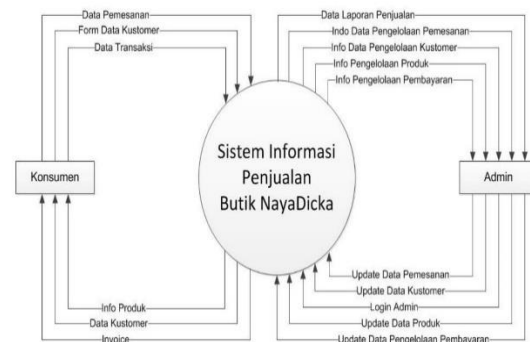 Data Pemesanan
Form Data Kustomer
Data Transaksi
Data Laporan Penjualan
Indo Data Pengelolaan Pemesanan
Info Data Pengelolaan Kustomer
Info Pengelolaan Produk
Info Pengelolaan Pembayaran
Konsumen
Sistem Informasi
Penjualan
Butik NayaDicka
Admin
Info Produk
Data Kustomer
Invoice
Update Data Pemesanan
Update Data Kustomer
Login Admin
Update Data Produk
Update Data Pengelolaan Pembayaran